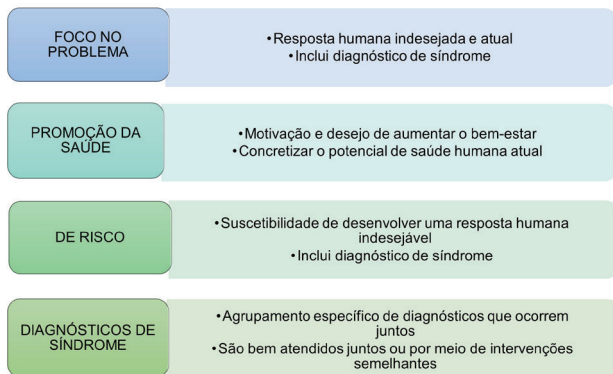 FOCO NO
PROBLEMA
•Resposta humana indesejada e atual
•Inclui diagnóstico de síndrome
PROMOÇÃO DA
SAÚDE
•Motivação e desejo de aumentar o bem-estar
•Concretizar o potencial de saúde humana atual
DE RISCO
•Suscetibilidade de desenvolver uma resposta humana
indesejável
•Inclui diagnóstico de síndrome
DIAGNÓSTICOS DE
SÍNDROME
•Agrupamento específico de diagnósticos que ocorrem
juntos
•São bem atendidos juntos ou por meio de intervenções
semelhantes